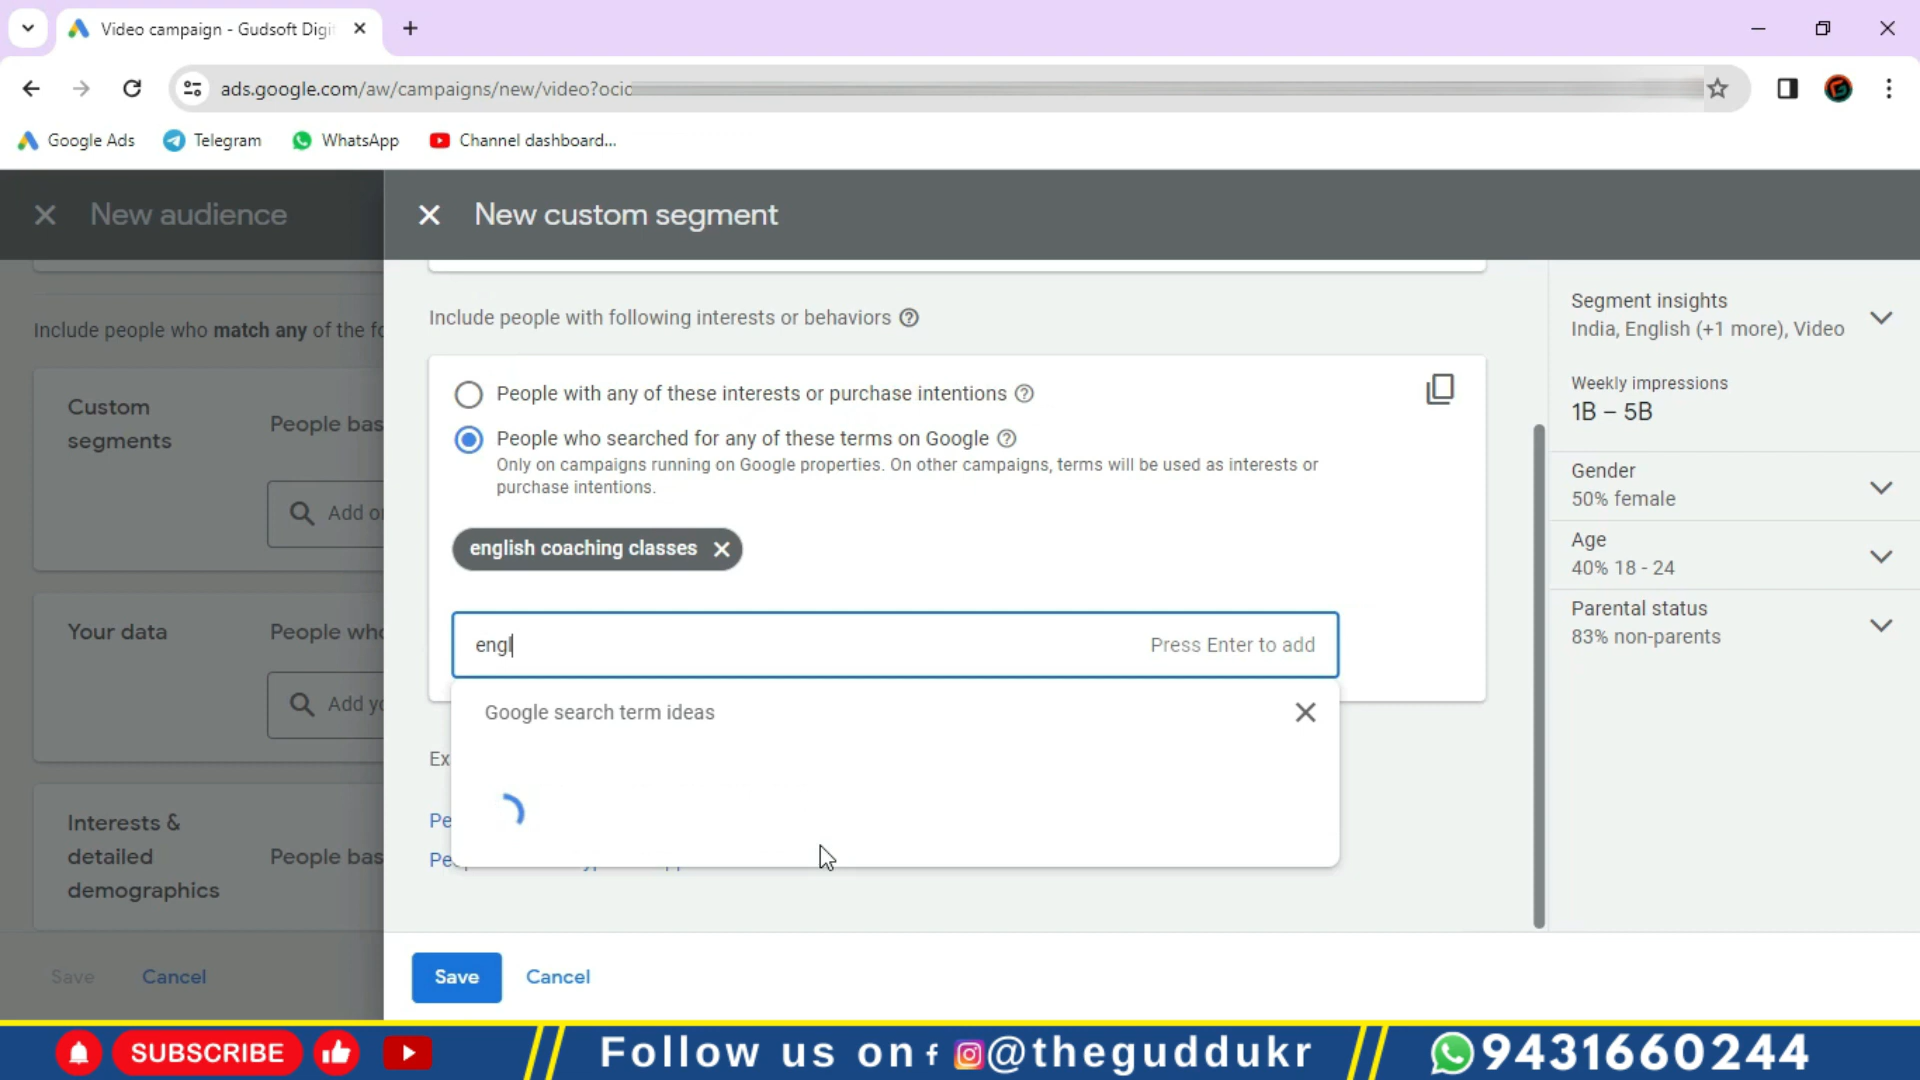 Video campaign - Gudsoft Digi
ads.google.com/aw/campaigns/new/video?ocid
Google Ads
Telegram
WhatsApp
Channel dashboard...
New audience
New custom segment
Include people who match any of the fo
Custom segments
People bas
Add or
Your data
People who
Add yo
Interests & detailed demographics
People bas
Save
Cancel
Include people with following interests or behaviors
People with any of these interests or purchase intentions
People who searched for any of these terms on Google
Only on campaigns running on Google properties. On other campaigns, terms will be used as interests or
purchase intentions.
english coaching classes
engl
Press Enter to add
Google search term ideas
Ex
Pe
Save
Cancel
Segment insights
India, English (+1 more), Video
Weekly impressions
1B – 5B
Gender
50% female
Age
40% 18 - 24
Parental status
83% non-parents
SUBSCRIBE
Follow us on f @theguddukr
9431660244